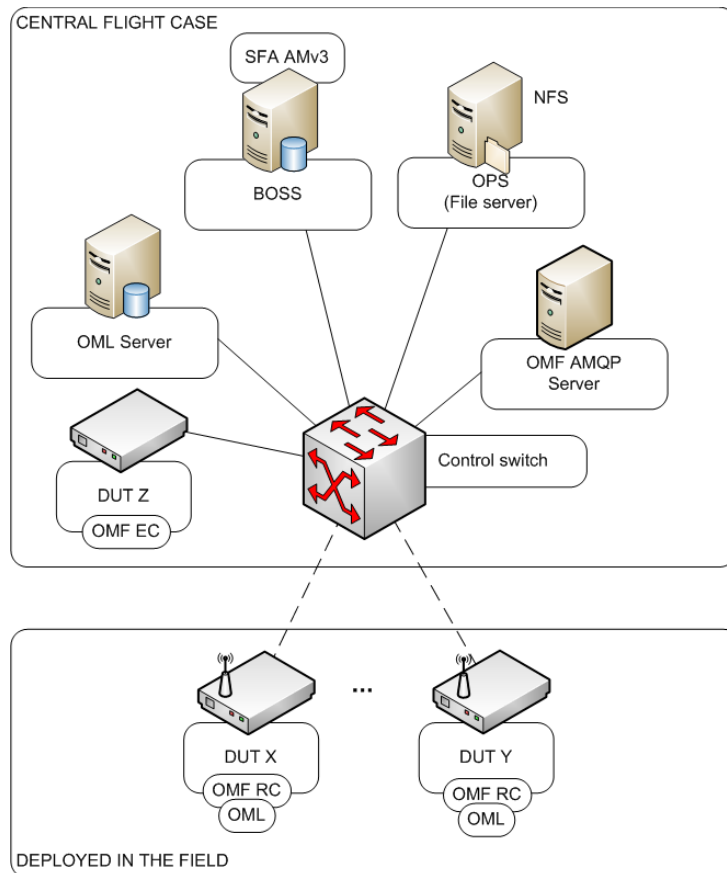 CENTRAL FLIGHT CASE
SFA AMv3
NFS
BOSS
OPS
(File server)
OML Server
OMF AMQP
Server
Control switch
DUT Z
OMF EC
...
DUT X
DUT Y
OMF RC
OMF RC
OML
OML
DEPLOYED IN THE FIELD